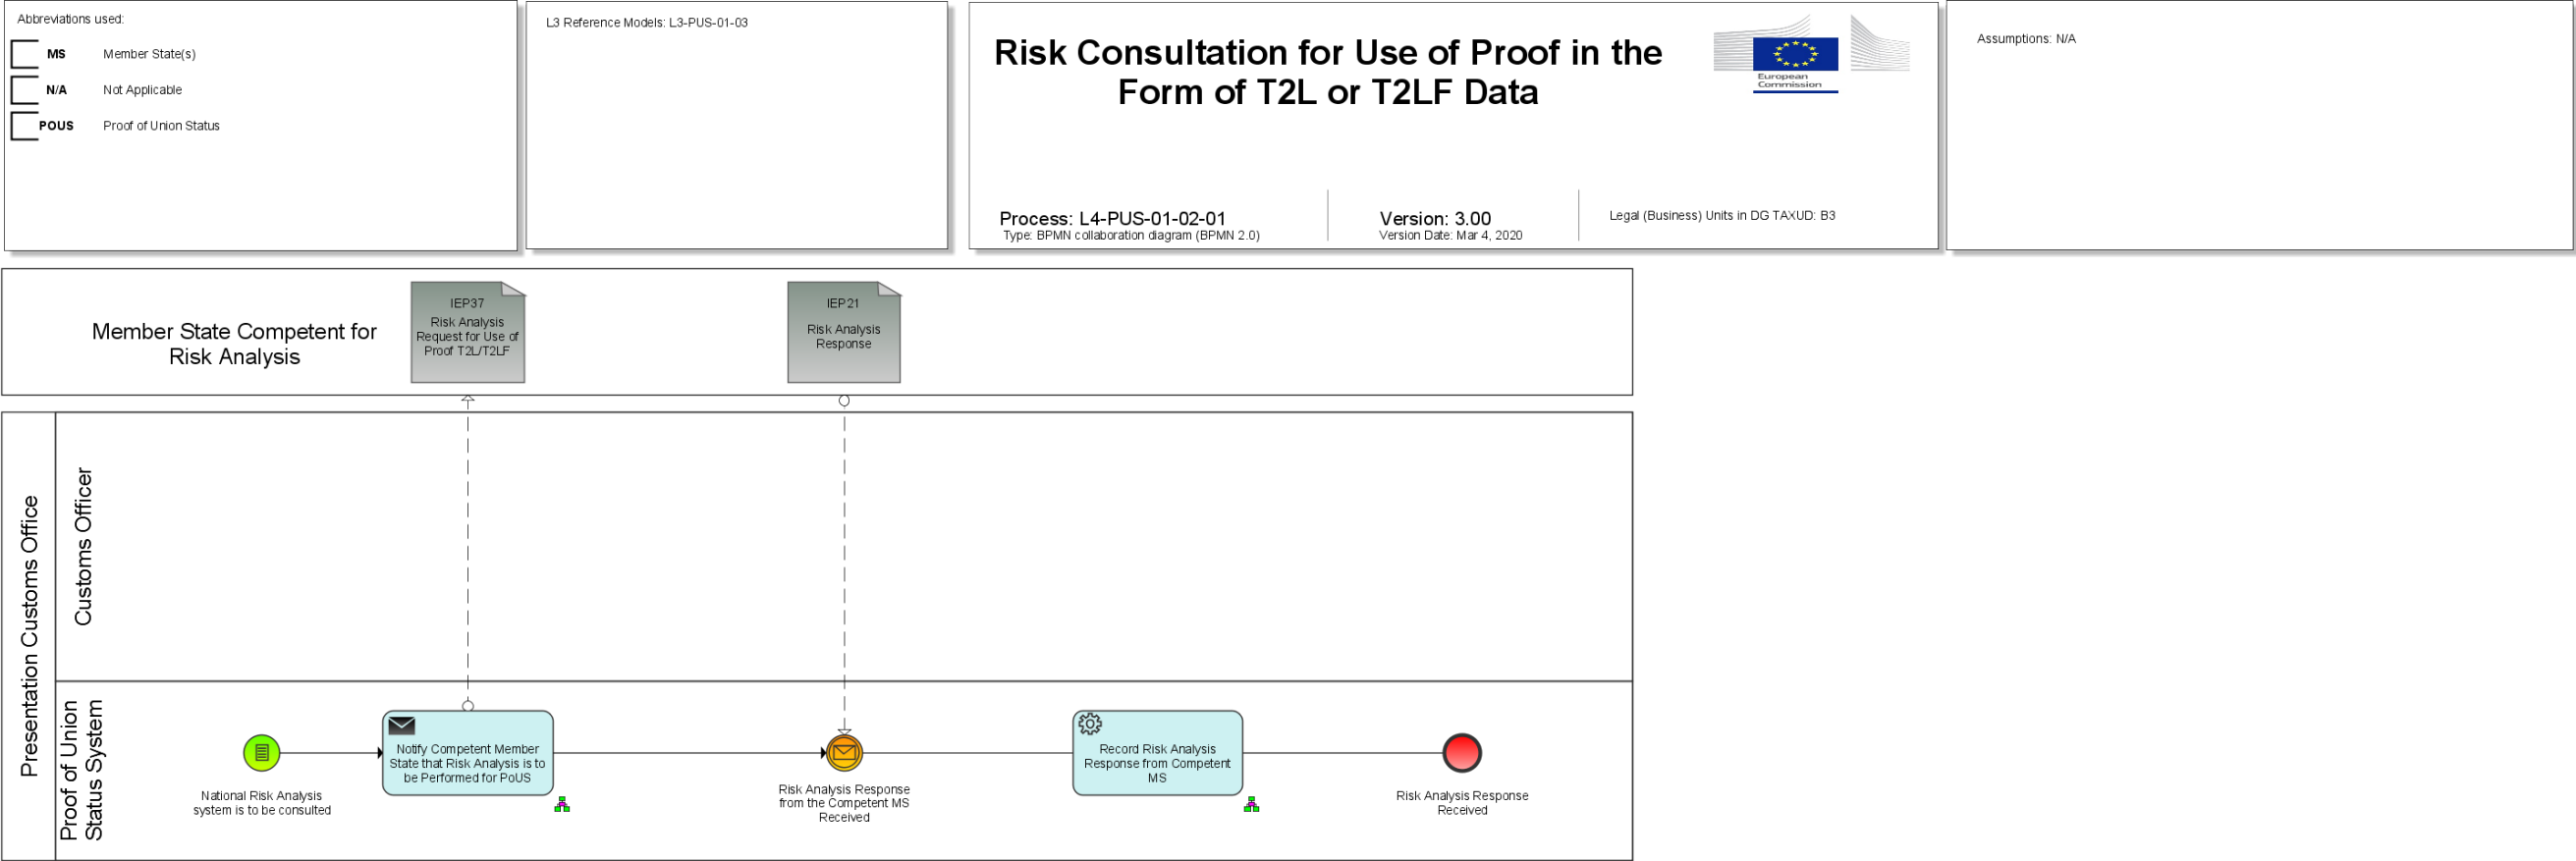 Abbreviations used:
MS Member State(s)
N/A Not Applicable
POUS Proof of Union Status
L3 Reference Models: L3-PUS-01-03
Risk Consultation for Use of Proof in the
Form of T2L or T2LF Data
European
Commission
Process: L4-PUS-01-02-01
Type: BPMN collaboration diagram (BPMN 2.0)
Version: 3.00
Version Date: Mar 4, 2020
Legal (Business) Units in DG TAXUD: B3
Assumptions: N/A
Member State Competent for
Risk Analysis
IEP37
Risk Analysis
Request for Use of
Proof T2L/T2LF
IEP21
Risk Analysis
Response
Presentation Customs Office
Customs Officer
Proof of Union
Status System
National Risk Analysis
system is to be consulted
Notify Competent Member
State that Risk Analysis is to
be Performed for PoUS
Risk Analysis Response
from the Competent MS
Received
Record Risk Analysis
Response from Competent
MS
Risk Analysis Response
Received